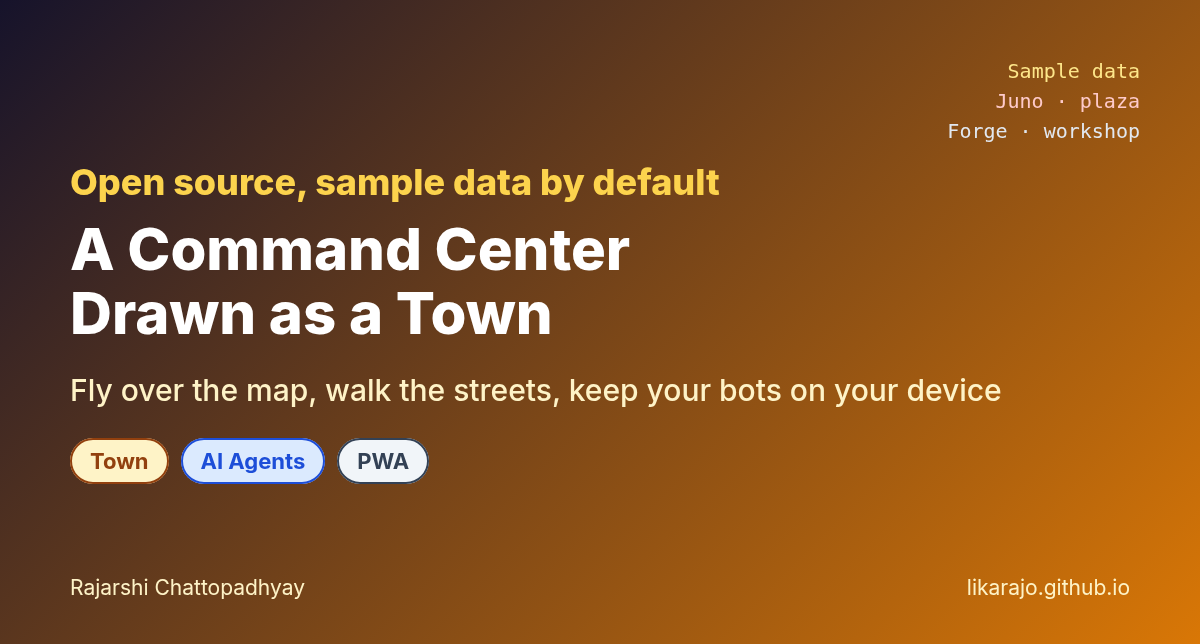 Sample data
Juno · plaza
Forge · workshop
Open source, sample data by default
A Command Center
Drawn as a Town
Fly over the map, walk the streets, keep your bots on your device
Town
AI Agents
PWA
Rajarshi Chattopadhyay
likarajo.github.io